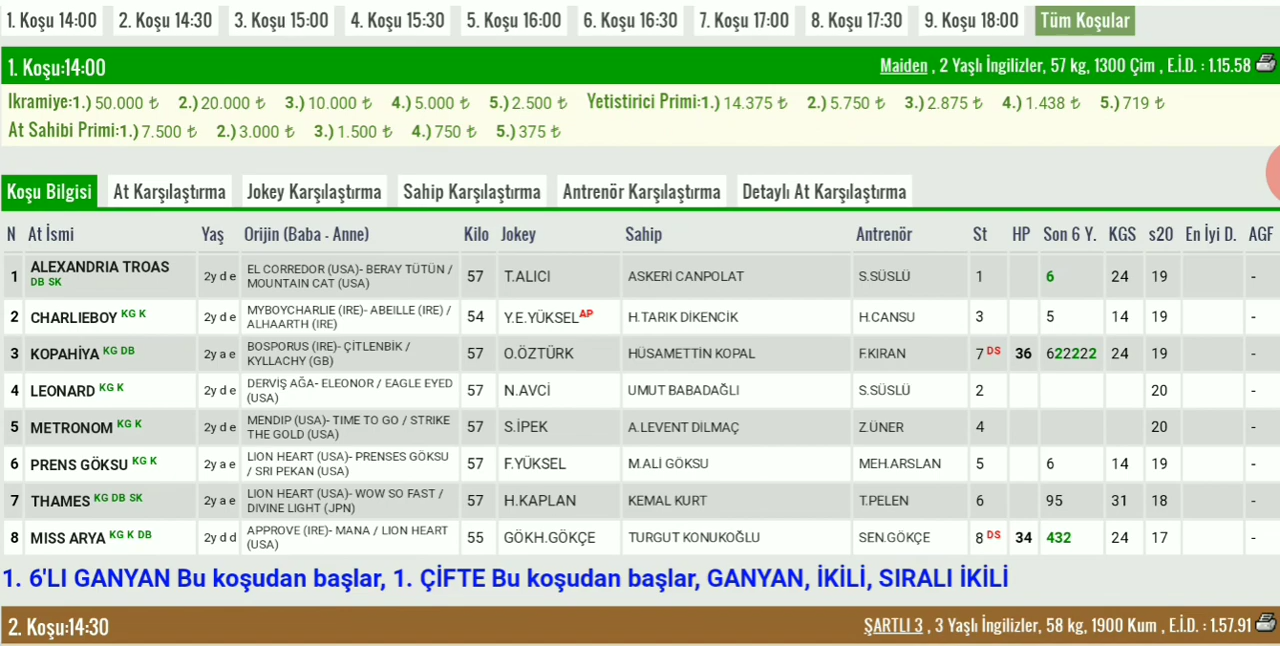 1. Koşu 14:00 2. Koşu 14:30 3. Koşu 15:00 4. Koşu 15:30 5. Koşu 16:00 6. Koşu 16:30 7. Koşu 17:00 8. Koşu 17:30 9. Koşu 18:00 Tüm Koşular
1. Koşu:14:00 Maiden , 2 Yaşlı İngilizler, 57 kg, 1300 Çim , E.İ.D. : 1.15.58
Ikramiye:1.) 50.000 ₺ 2.) 20.000 ₺ 3.) 10.000 ₺ 4.) 5.000 ₺ 5.) 2.500 ₺ Yetistirici Primi:1.) 14.375 ₺ 2.) 5.750 ₺ 3.) 2.875 ₺ 4.) 1.438 ₺ 5.) 719 ₺
At Sahibi Primi:1.) 7.500 ₺ 2.) 3.000 ₺ 3.) 1.500 ₺ 4.) 750 ₺ 5.) 375 ₺
Koşu Bilgisi At Karşılaştırma Jokey Karşılaştırma Sahip Karşılaştırma Antrenör Karşılaştırma Detaylı At Karşılaştırma
N At İsmi Yaş Orijin (Baba - Anne) Kilo Jokey Sahip Antrenör St HP Son 6 Y. KGS s20 En İyi D. AGF
1 ALEXANDRIA TROAS DB SK 2y d e EL CORREDOR (USA)- BERAY TÜTÜN / MOUNTAIN CAT (USA) 57 T.ALICI ASKERİ CANPOLAT S.SÜSLÜ 1 6 24 19 -
2 CHARLIEBOY KG K 2y d e MYBOYCHARLIE (IRE)- ABEILLE (IRE) / ALHAARTH (IRE) 54 Y.E.YÜKSEL AP H.TARIK DİKENCİK H.CANSU 3 5 14 19 -
3 KOPAHİYA KG DB 2y a e BOSPORUS (IRE)- ÇİTLENBİK / KYLLACHY (GB) 57 O.ÖZTÜRK HÜSAMETTİN KOPAL F.KIRAN 7 DS 36 622222 24 19 -
4 LEONARD KG K 2y d e DERVİŞ AĞA- ELEONOR / EAGLE EYED (USA) 57 N.AVCİ UMUT BABADAĞLI S.SÜSLÜ 2 20 -
5 METRONOM KG K 2y d e MENDIP (USA)- TIME TO GO / STRIKE THE GOLD (USA) 57 S.İPEK A.LEVENT DİLMAÇ Z.ÜNER 4 20 -
6 PRENS GÖKSU KG K 2y a e LION HEART (USA)- PRENSES GÖKSU / SRI PEKAN (USA) 57 F.YÜKSEL M.ALİ GÖKSU MEH.ARSLAN 5 6 14 19 -
7 THAMES KG DB SK 2y a e LION HEART (USA)- WOW SO FAST / DIVINE LIGHT (JPN) 57 H.KAPLAN KEMAL KURT T.PELEN 6 95 31 18 -
8 MISS ARYA KG K DB 2y d d APPROVE (IRE)- MANA / LION HEART (USA) 55 GÖKH.GÖKÇE TURGUT KONUKOĞLU SEN.GÖKÇE 8 DS 34 432 24 17 -
1. 6'LI GANYAN Bu koşudan başlar, 1. ÇİFTE Bu koşudan başlar, GANYAN, İKİLİ, SIRALI İKİLİ
2. Koşu:14:30 ŞARTLI 3 , 3 Yaşlı İngilizler, 58 kg, 1900 Kum , E.İ.D. : 1.57.91